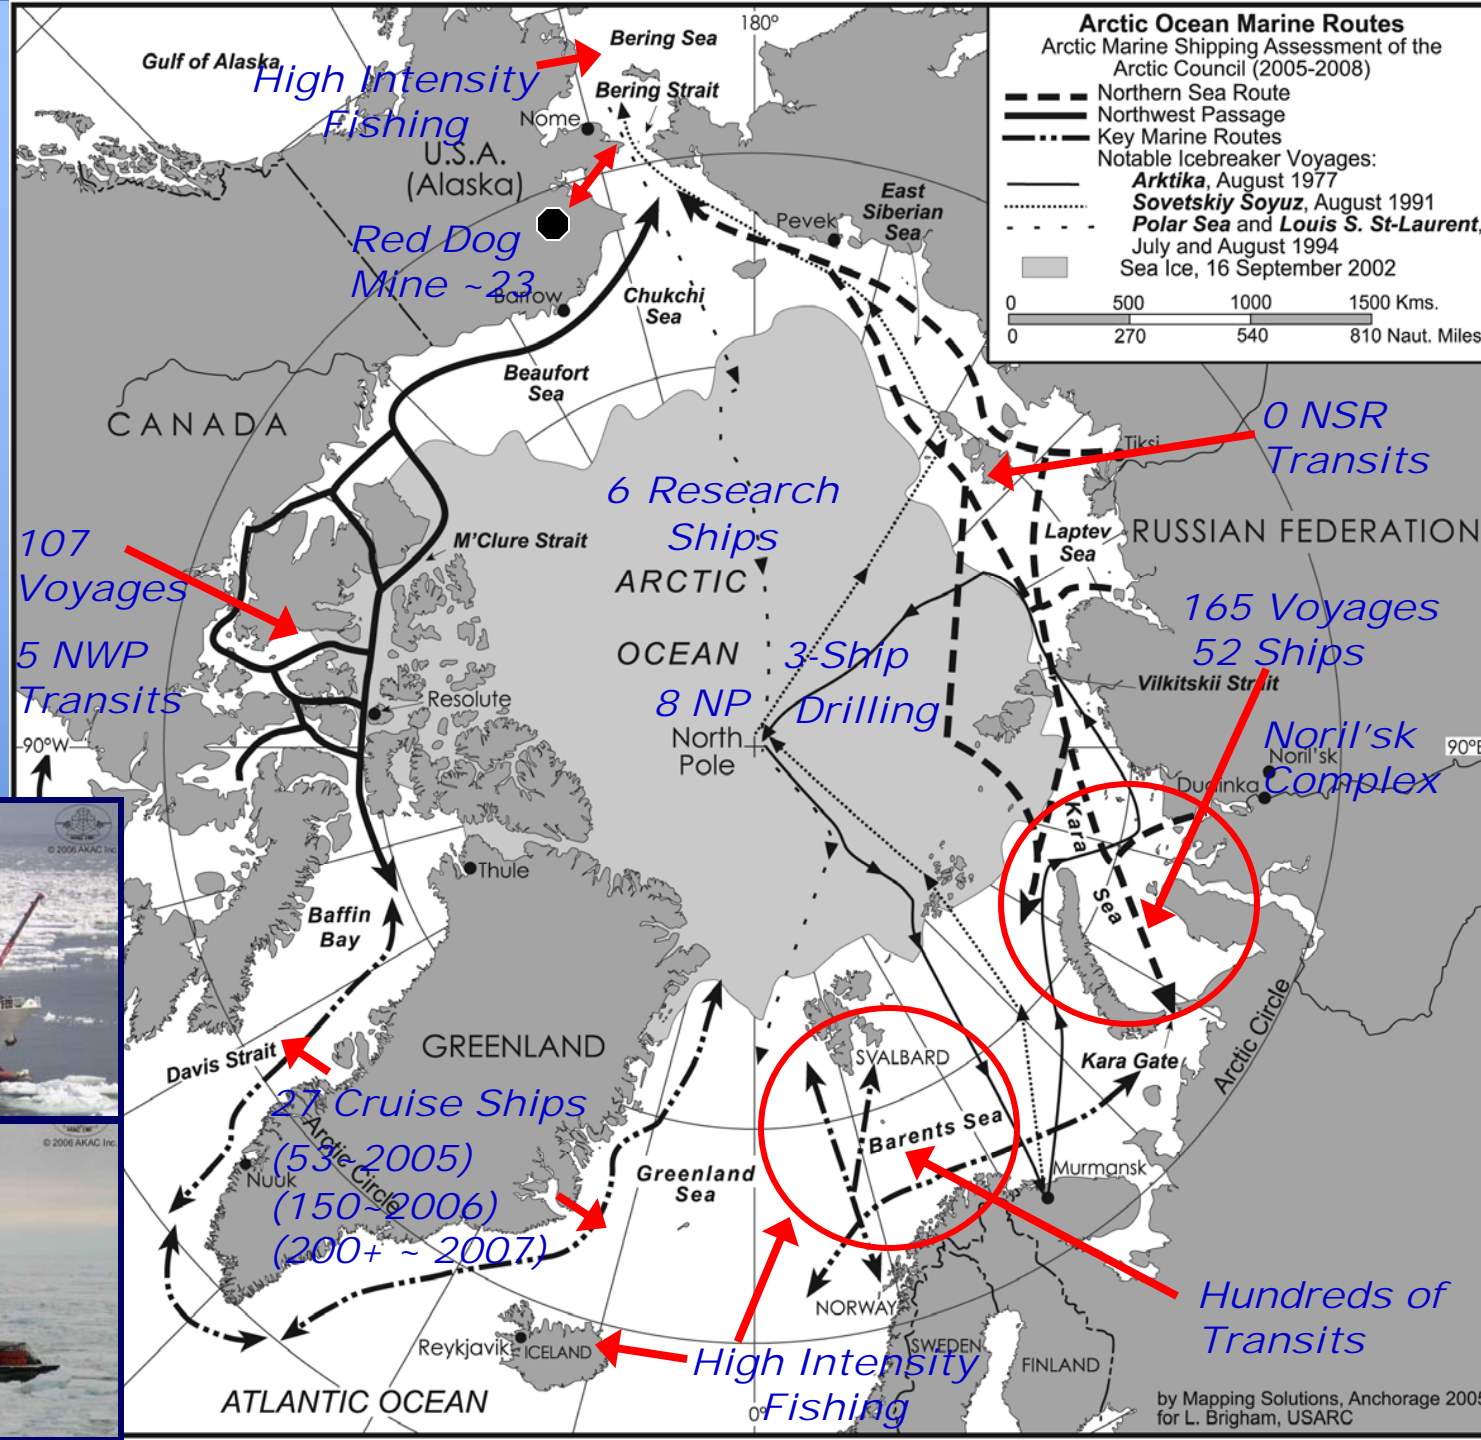 Arctic Ocean Marine Routes
Arctic Marine Shipping Assessment of the
Arctic Council (2005-2008)
Northern Sea Route
Northwest Passage
Key Marine Routes
Notable Icebreaker Voyages:
Arktika, August 1977
Sovetskiy Soyuz, August 1991
Polar Sea and Louis S. St-Laurent,
July and August 1994
Sea Ice, 16 September 2002
0 500 1000 1500 Kms.
0 270 540 810 Naut. Miles
180°
Gulf of Alaska
Bering Sea
High Intensity
Fishing
Bering Strait
Nome
U.S.A.
(Alaska)
East
Siberian
Sea
Pevek
Red Dog
Mine ~23
Barrow
Chukchi
Sea
Beaufort
Sea
CANADA
0 NSR
Transits
Tiksi
6 Research
Ships
Laptev
Sea
RUSSIAN FEDERATION
107
Voyages
M'Clure Strait
ARCTIC
OCEAN
165 Voyages
52 Ships
5 NWP
Transits
3-Ship
Drilling
8 NP
Vilkitskii Strait
Resolute
North
Pole
90°W
Noril'sk
Complex
Noril'sk
90°E
Dudinka
Kara
Sea
© 2006 AKAC Inc.
Thule
Baffin
Bay
Davis Strait
GREENLAND
SVALBARD
Kara Gate
Arctic Circle
27 Cruise Ships
(53~2005)
(150~2006)
(200+ ~ 2007)
Arctic Circle
© 2006 AKAC Inc.
Barents Sea
Murmansk
Nuuk
Greenland
Sea
Hundreds of
Transits
NORWAY
Reykjavik
ICELAND
High Intensity
Fishing
SWEDEN
FINLAND
ATLANTIC OCEAN
0°
by Mapping Solutions, Anchorage 2005
for L. Brigham, USARC